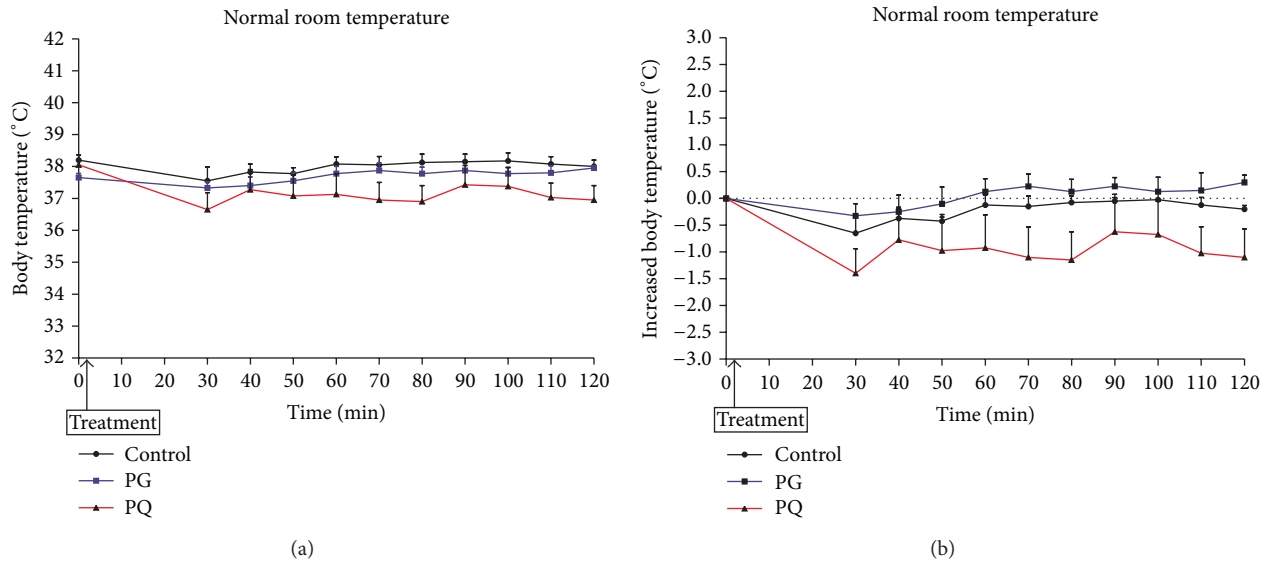 Normal room temperature
42
41
40
39
38
37
36
35
34
33
32
Body temperature (°C)
0 10 20 30 40 50 60 70 80 90 100 110 120
Time (min)
Treatment
Control
PG
PQ
(a)
Normal room temperature
3.0
2.5
2.0
1.5
1.0
0.5
0.0
−0.5
−1.0
−1.5
−2.0
−2.5
−3.0
Increased body temperature (°C)
0 10 20 30 40 50 60 70 80 90 100 110 120
Time (min)
Treatment
Control
PG
PQ
(b)